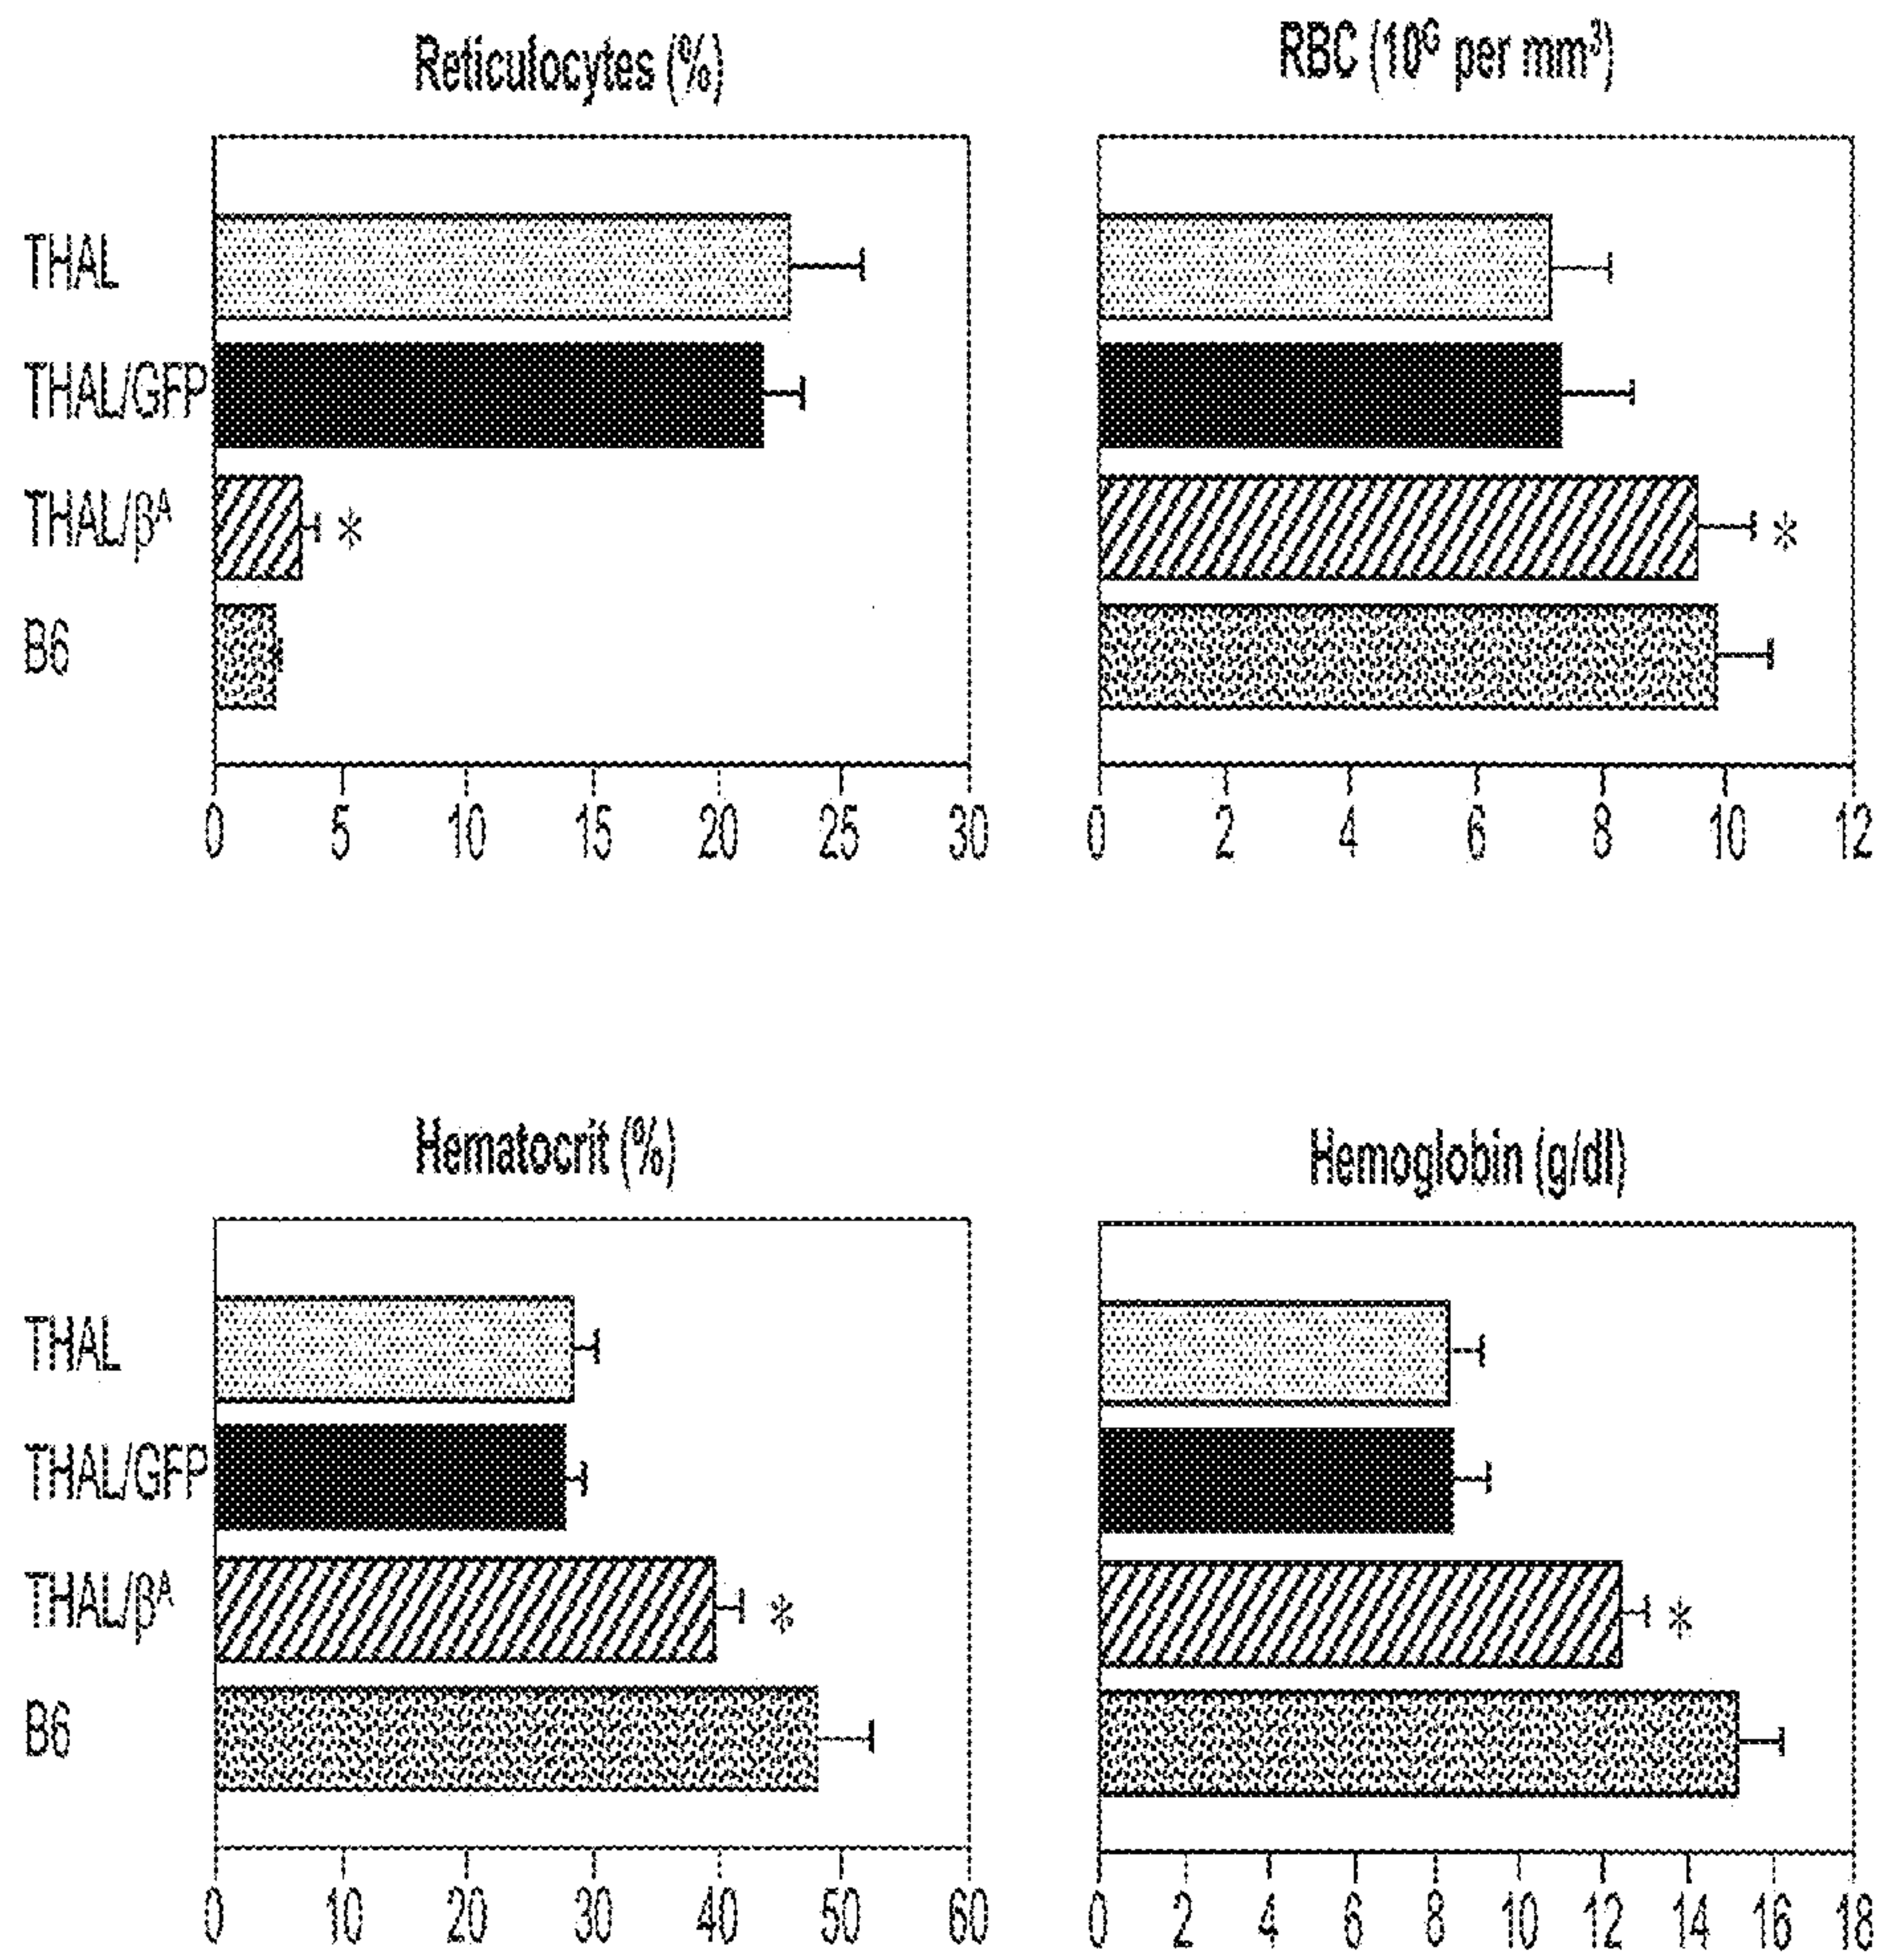 Reticulocytes (%)
RBC (10⁶ per mm³)
THAL
THAL/GFP
THAL/βᴬ
*
*
B6
0 5 10 15 20 25 30
0 2 4 6 8 10 12
Hematocrit (%)
Hemoglobin (g/dl)
THAL
THAL/GFP
THAL/βᴬ
*
*
B6
0 10 20 30 40 50 60
0 2 4 6 8 10 12 14 16 18